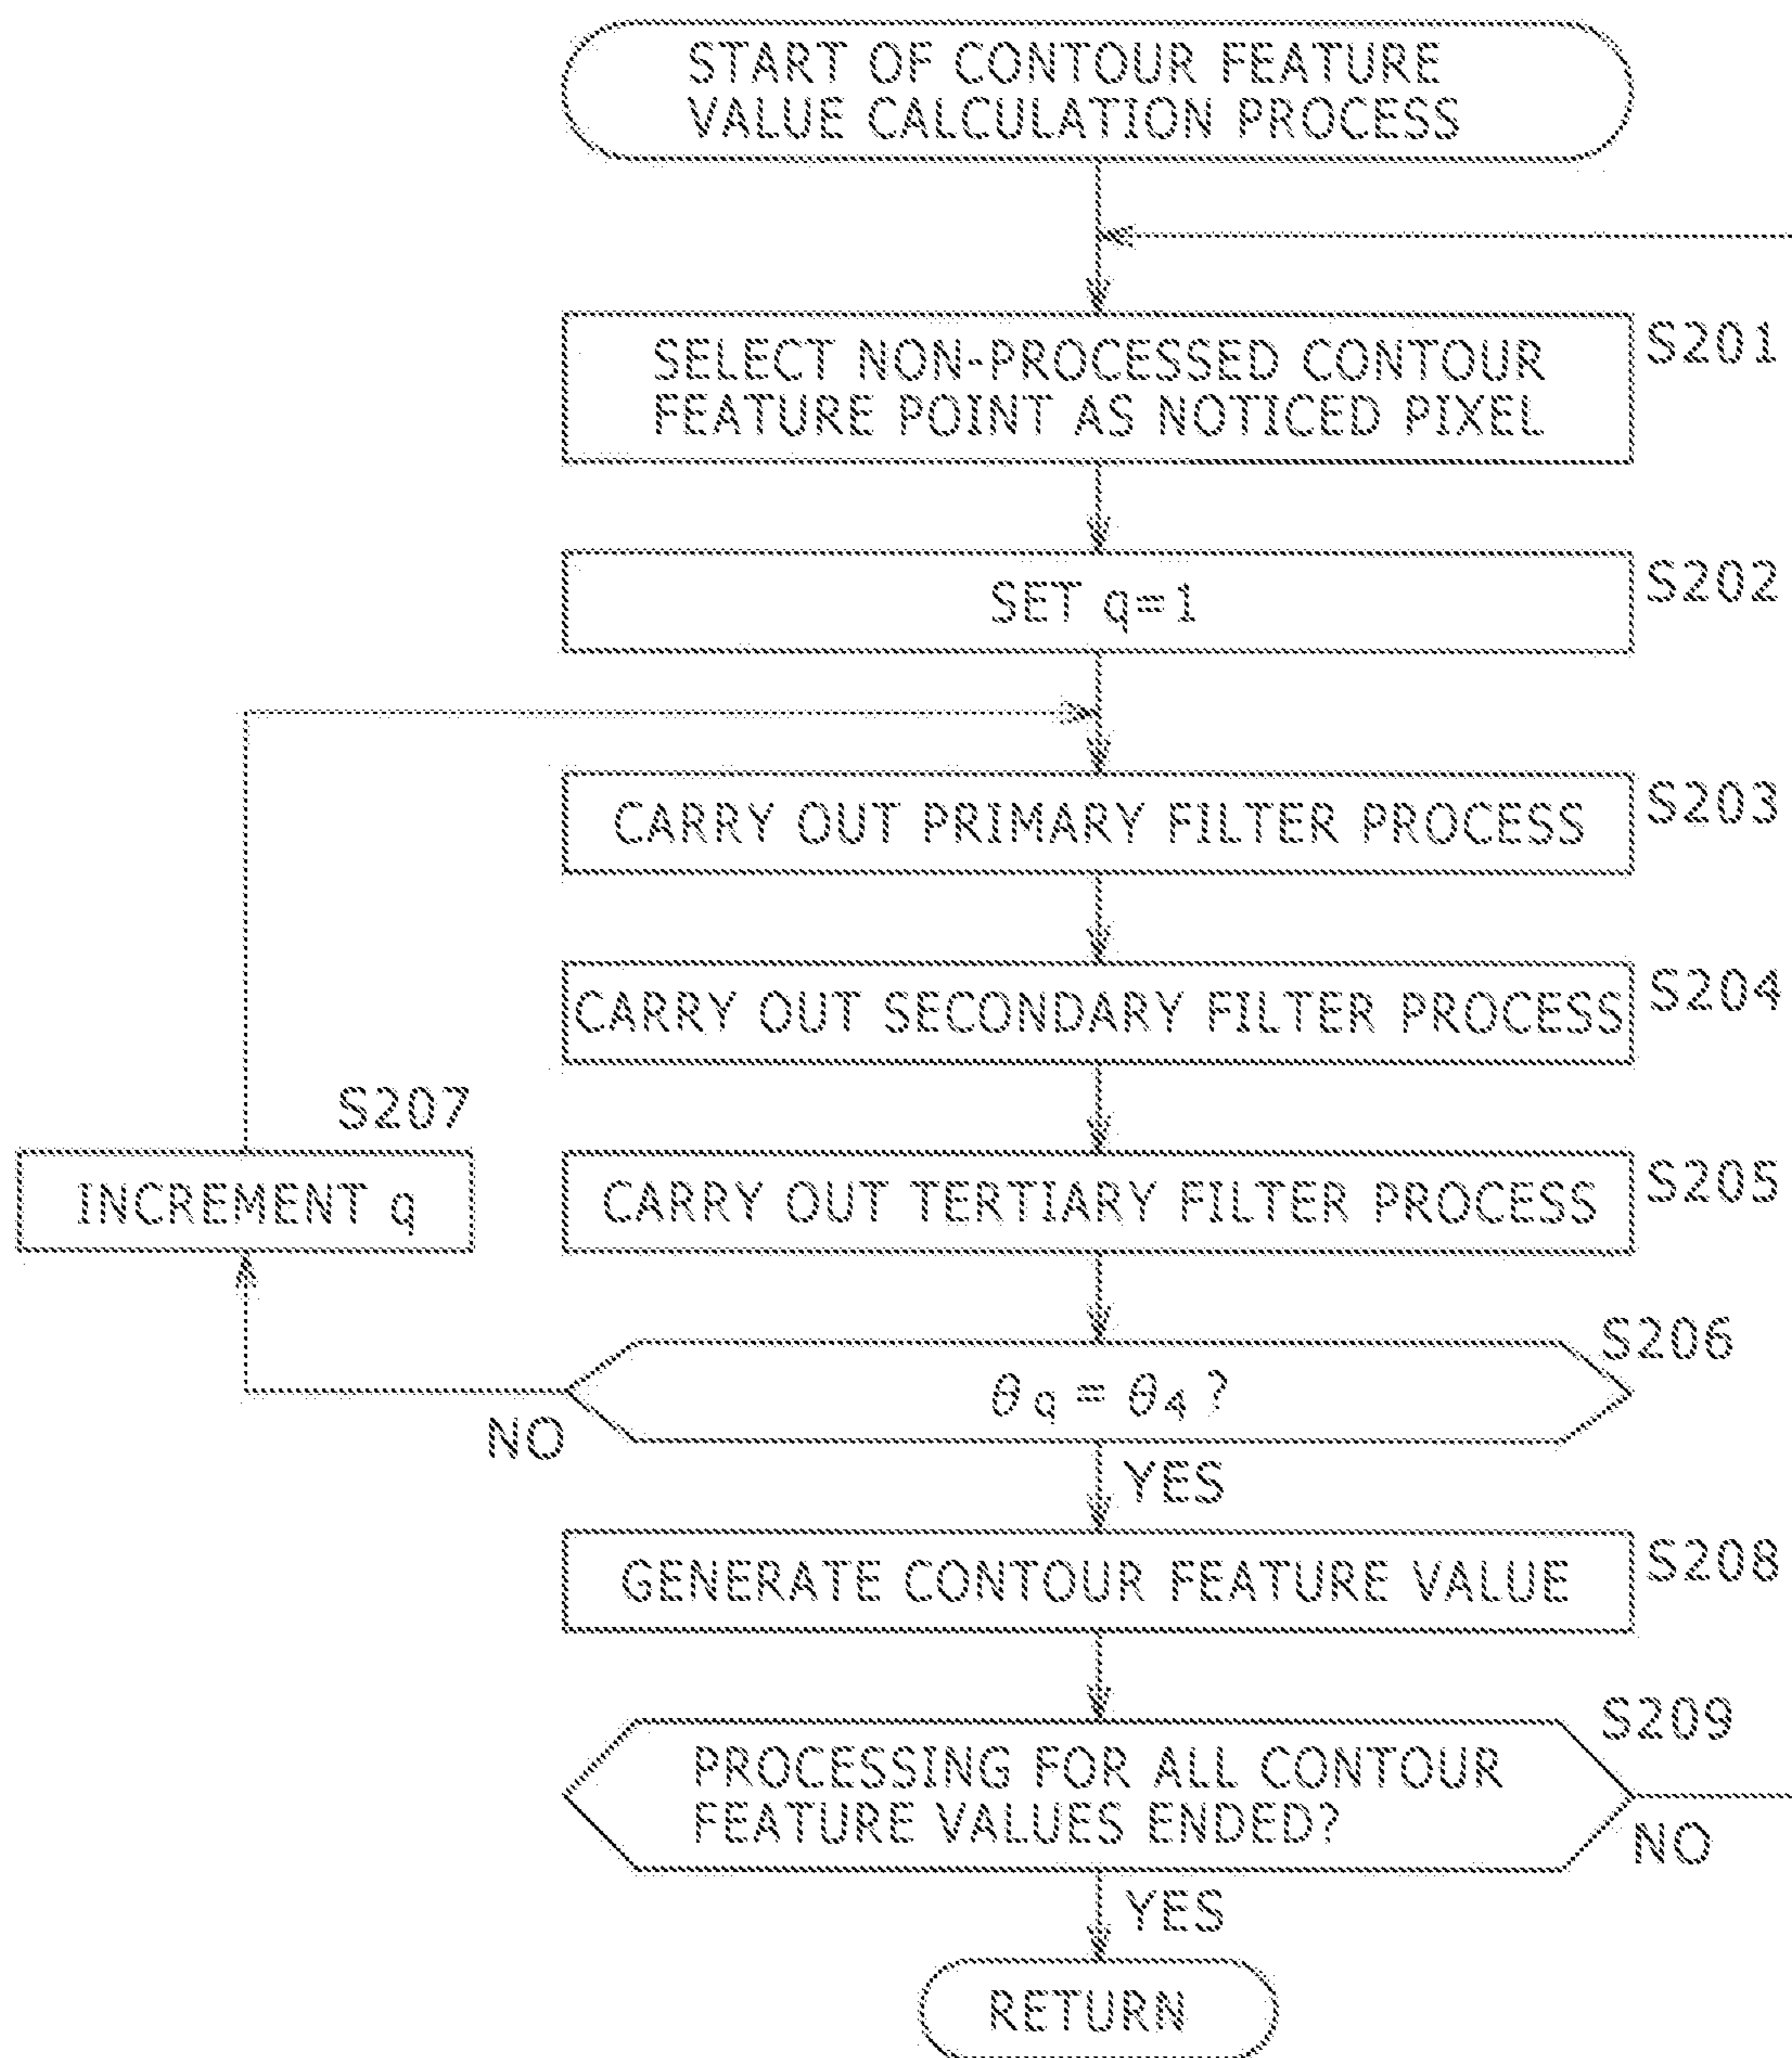 START OF CONTOUR FEATURE
VALUE CALCULATION PROCESS
SELECT NON-PROCESSED CONTOUR
FEATURE POINT AS NOTICED PIXEL
S201
SET q=1
S202
CARRY OUT PRIMARY FILTER PROCESS
S203
CARRY OUT SECONDARY FILTER PROCESS
S204
S207
INCREMENT q
CARRY OUT TERTIARY FILTER PROCESS
S205
S206
θq = θ4 ?
NO
YES
GENERATE CONTOUR FEATURE VALUE
S208
S209
PROCESSING FOR ALL CONTOUR
FEATURE VALUES ENDED?
NO
YES
RETURN